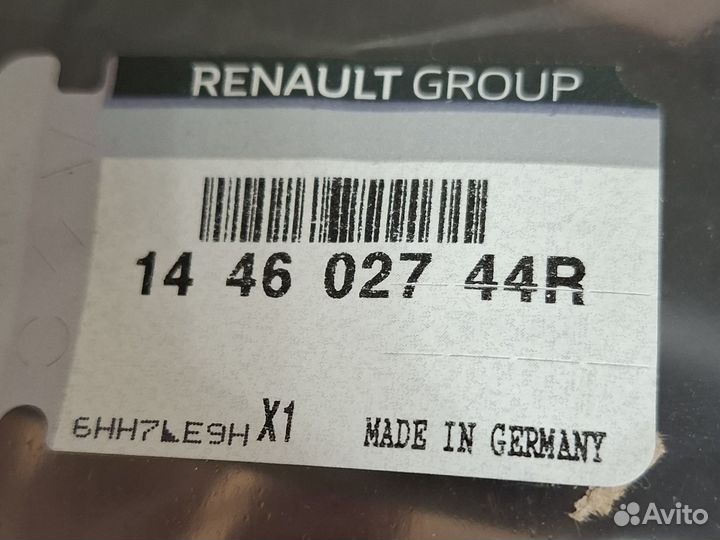 RENAULT GROUP
14 46 027 44R
6HH7LE9H X1
MADE IN GERMANY
Avito